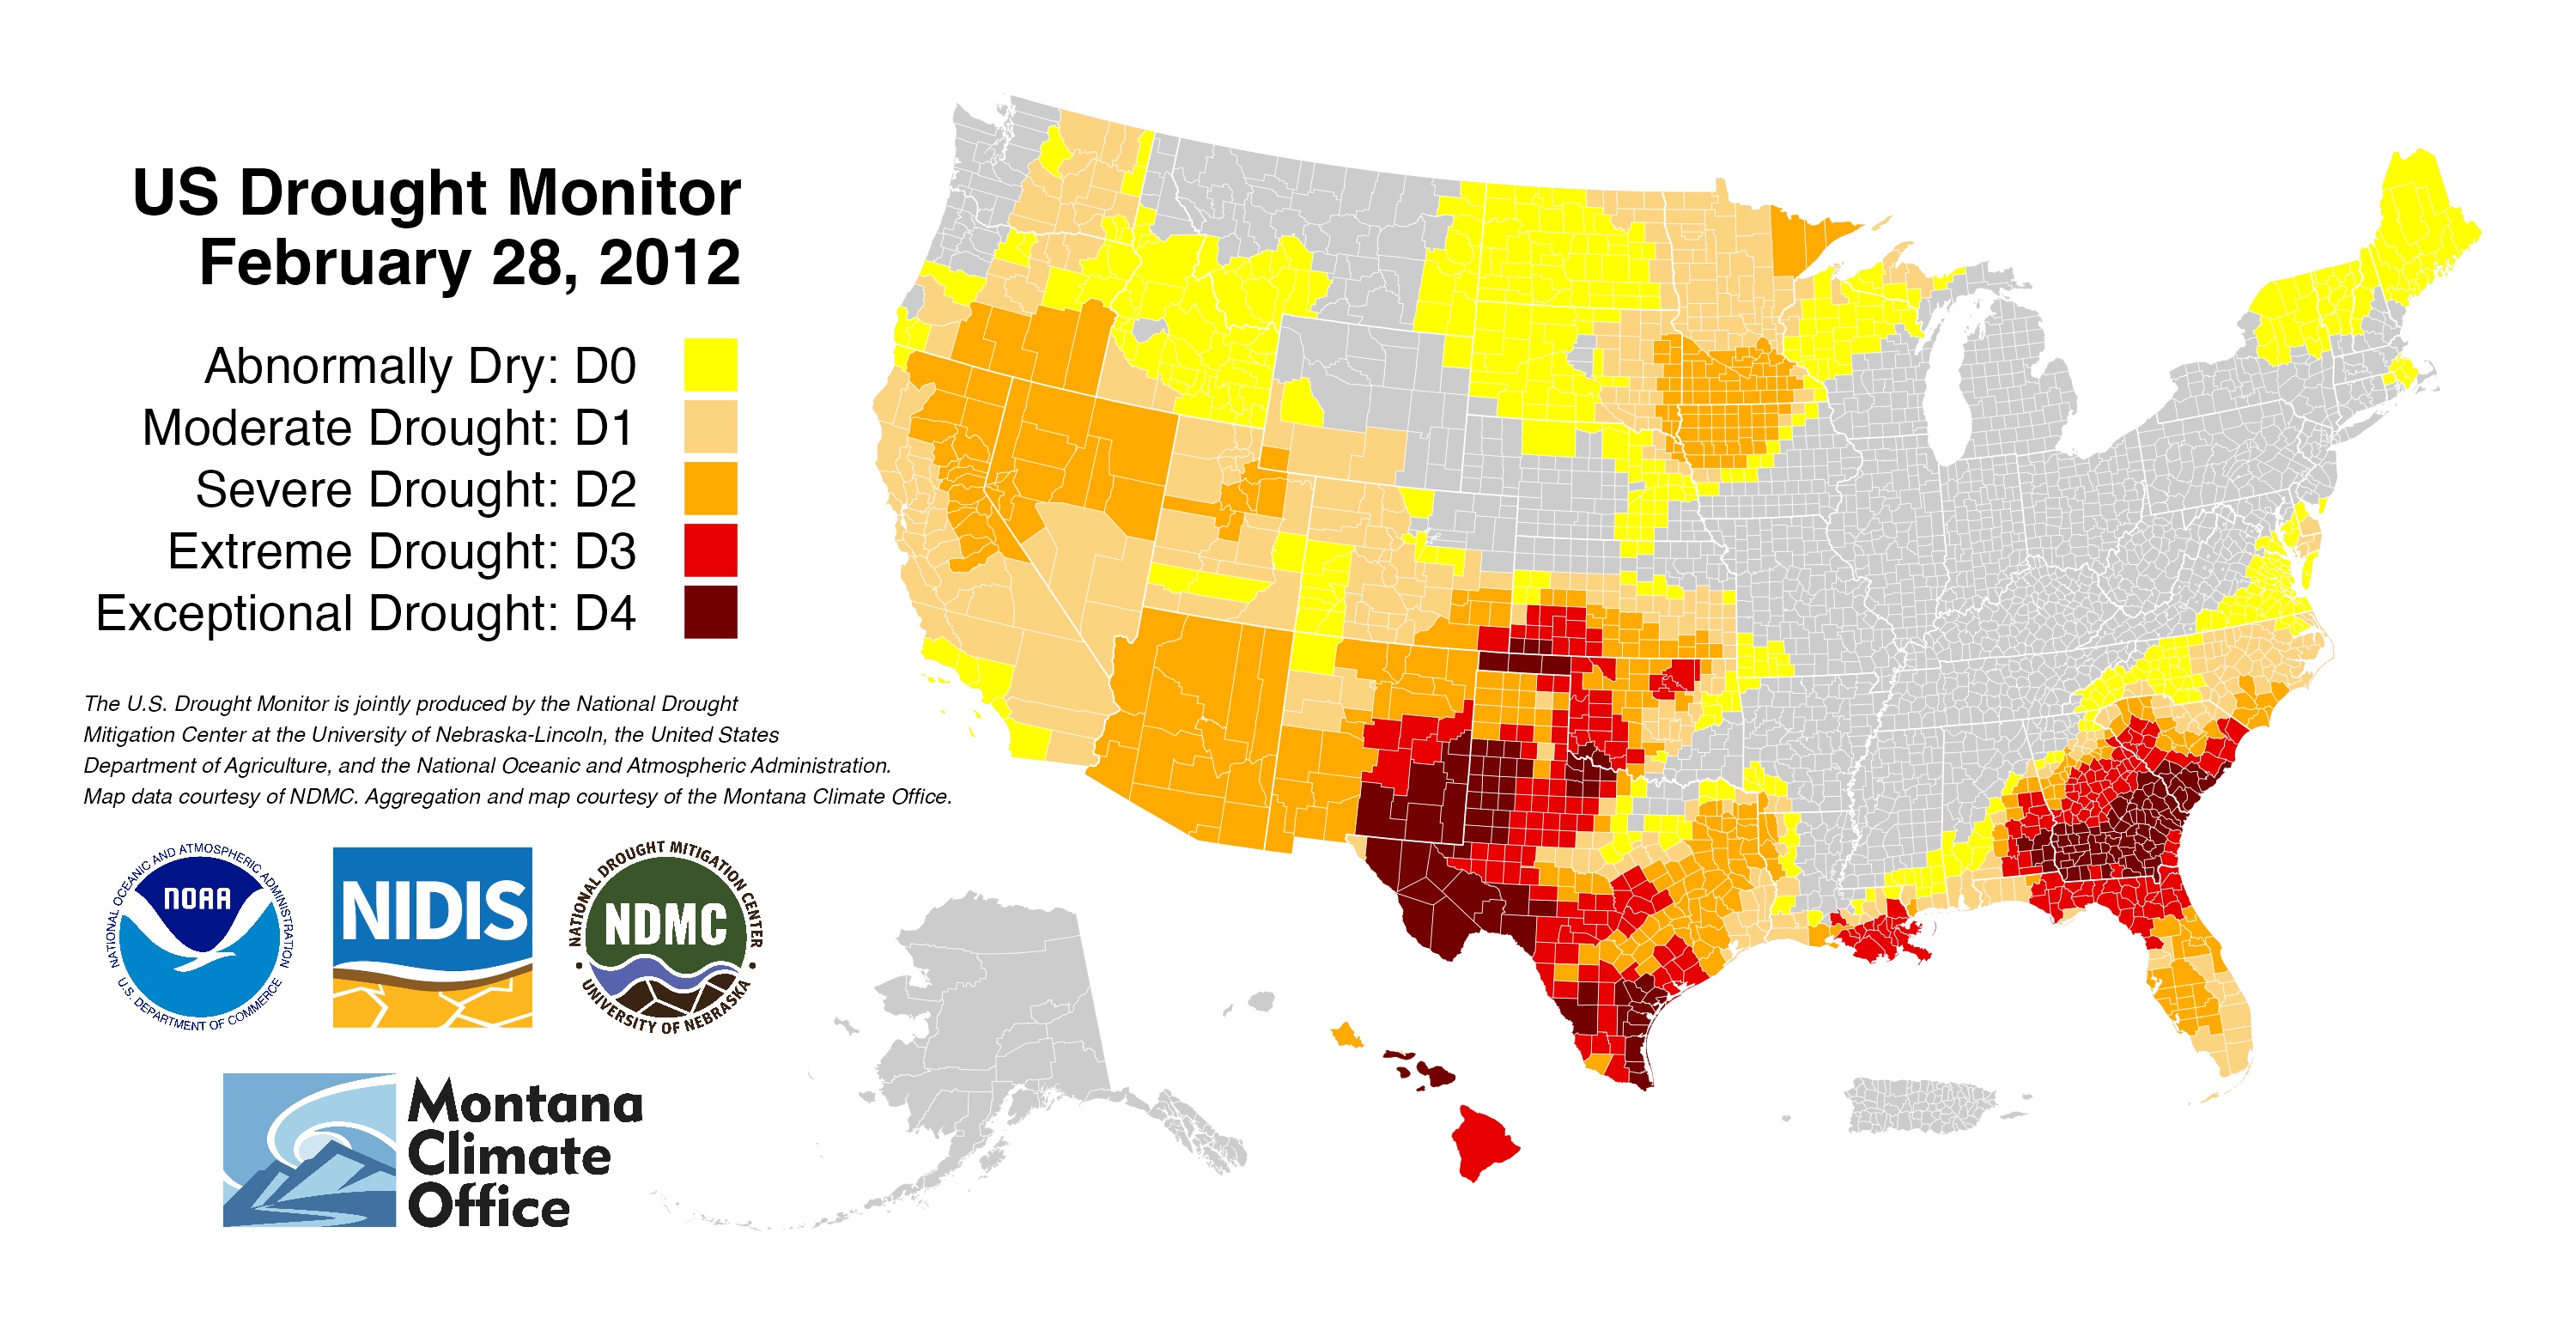 US Drought Monitor
February 28, 2012
Abnormally Dry: D0
Moderate Drought: D1
Severe Drought: D2
Extreme Drought: D3
Exceptional Drought: D4
The U.S. Drought Monitor is jointly produced by the National Drought
Mitigation Center at the University of Nebraska-Lincoln, the United States
Department of Agriculture, and the National Oceanic and Atmospheric Administration.
Map data courtesy of NDMC. Aggregation and map courtesy of the Montana Climate Office.
NATIONAL OCEANIC AND ATMOSPHERIC ADMINISTRATION
NOAA
U.S. DEPARTMENT OF COMMERCE
NIDIS
NATIONAL DROUGHT MITIGATION CENTER
NDMC
UNIVERSITY OF NEBRASKA
Montana
Climate
Office